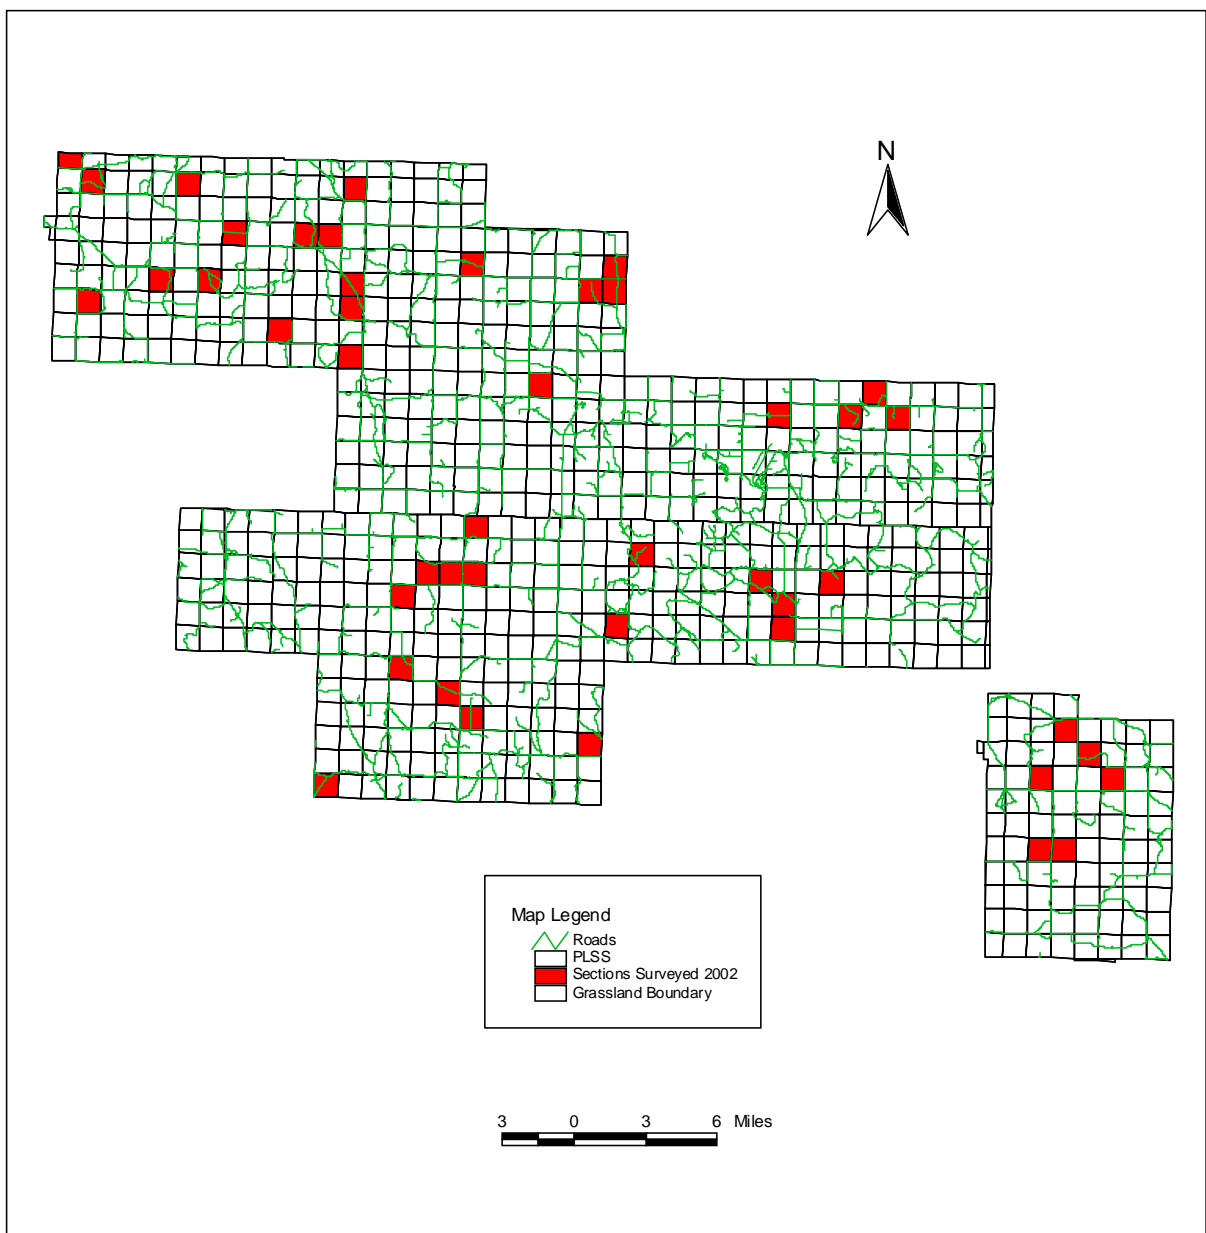 N
Map Legend
Roads
PLSS
Sections Surveyed 2002
Grassland Boundary
3 0 3 6 Miles